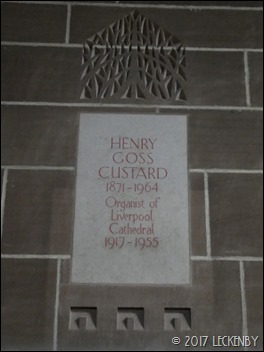 HENRY
GOSS
CUSTARD
1871-1964
Organist of
Liverpool
Cathedral
1917-1955
© 2017 LECKENBY